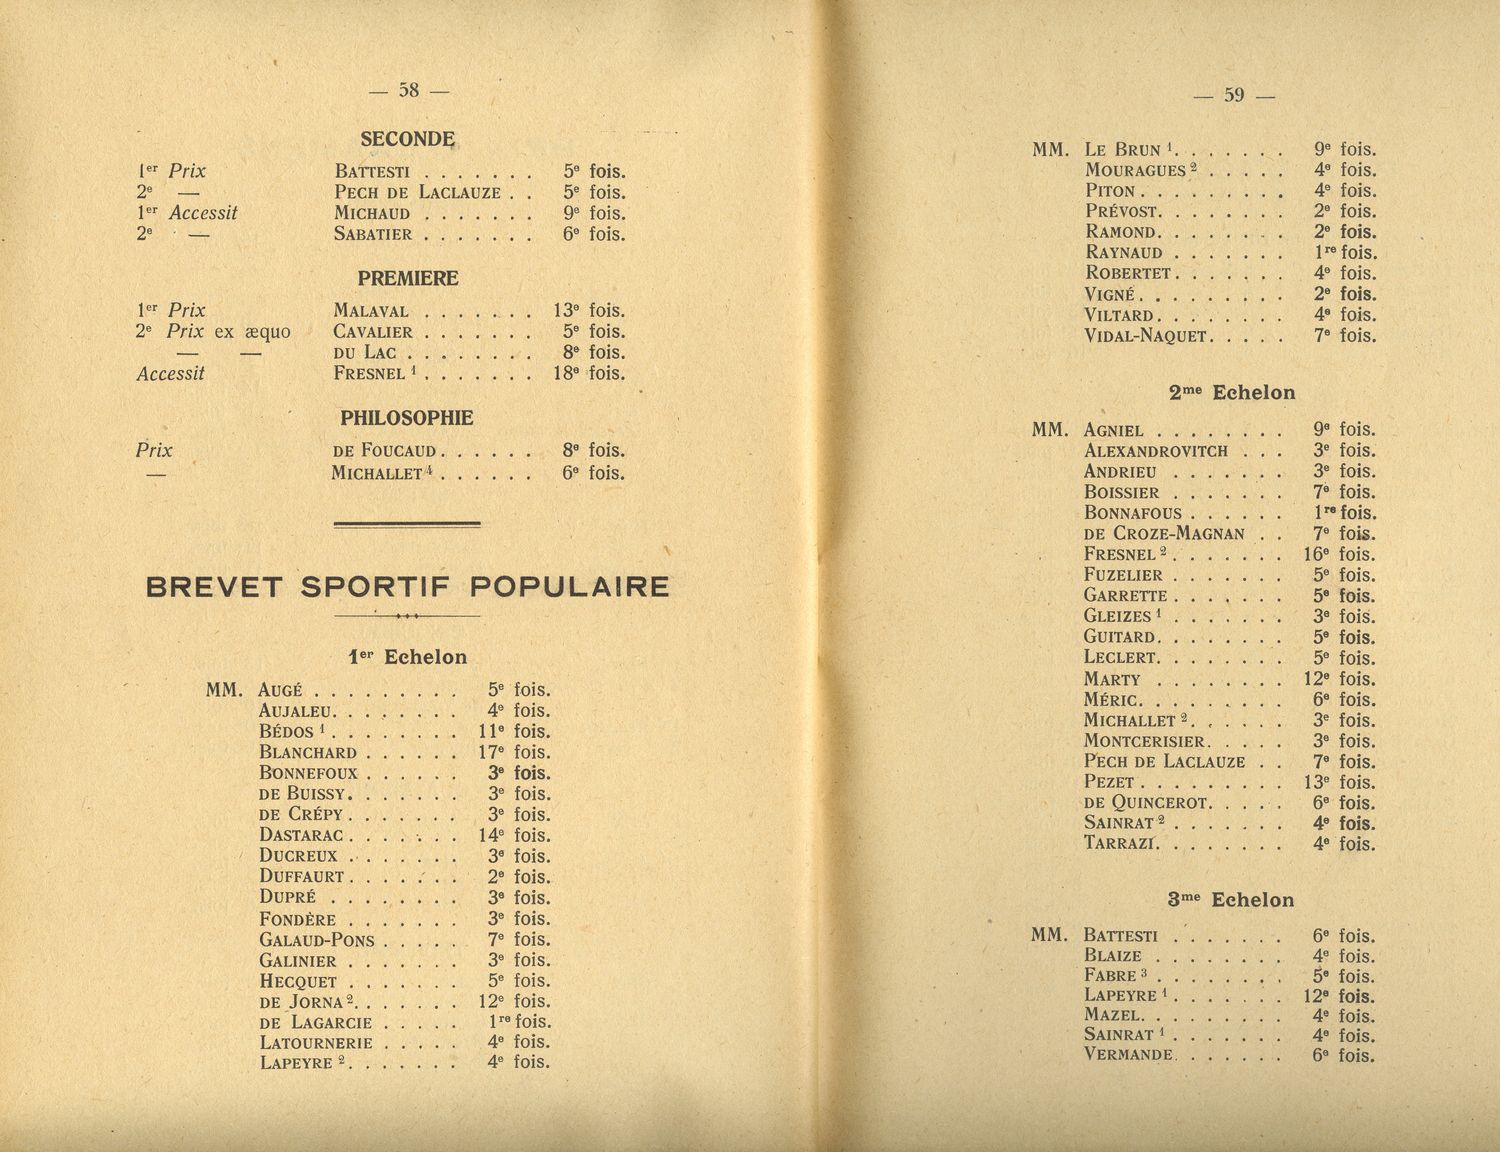 — 58 —
SECONDE
1er Prix BATTESTI . . . . . . . 5e fois.
2e — PECH DE LACLAUZE . . 5e fois.
1er Accessit MICHAUD . . . . . . . 9e fois.
2e — SABATIER . . . . . . . 6e fois.
PREMIERE
1er Prix MALAVAL . . . . . . . 13e fois.
2e Prix ex æquo CAVALIER . . . . . . . 5e fois.
— — DU LAC . . . . . . . . 8e fois.
Accessit FRESNEL 1 . . . . . . . 18e fois.
PHILOSOPHIE
Prix DE FOUCAUD . . . . . . 8e fois.
— MICHALLET 4 . . . . . . 6e fois.
BREVET SPORTIF POPULAIRE
1er Echelon
MM. AUGÉ . . . . . . . . . 5e fois.
AUJALEU. . . . . . . . 4e fois.
BÉDOS 1 . . . . . . . . 11e fois.
BLANCHARD . . . . . . 17e fois.
BONNEFOUX . . . . . . 3e fois.
DE BUISSY. . . . . . . 3e fois.
DE CRÉPY . . . . . . . 3e fois.
DASTARAC . . . . . . . 14e fois.
DUCREUX . . . . . . . 3e fois.
DUFFAURT . . . . . . . 2e fois.
DUPRÉ . . . . . . . . 3e fois.
FONDÈRE . . . . . . . 3e fois.
GALAUD-PONS . . . . . 7e fois.
GALINIER . . . . . . . 3e fois.
HECQUET . . . . . . . 5e fois.
DE JORNA 2. . . . . . . 12e fois.
DE LAGARCIE . . . . . 1re fois.
LATOURNERIE . . . . . 4e fois.
LAPEYRE 2. . . . . . . 4e fois.
— 59 —
MM. LE BRUN 1. . . . . . . 9e fois.
MOURAGUES 2 . . . . . 4e fois.
PITON . . . . . . . . . 4e fois.
PRÉVOST. . . . . . . . 2e fois.
RAMOND. . . . . . . . 2e fois.
RAYNAUD . . . . . . . 1re fois.
ROBERTET . . . . . . . 4e fois.
VIGNÉ . . . . . . . . . 2e fois.
VILTARD . . . . . . . . 4e fois.
VIDAL-NAQUET. . . . . 7e fois.
2me Echelon
MM. AGNIEL . . . . . . . . 9e fois.
ALEXANDROVITCH . . . 3e fois.
ANDRIEU . . . . . . . 3e fois.
BOISSIER . . . . . . . 7e fois.
BONNAFOUS . . . . . . 1re fois.
DE CROZE-MAGNAN . . 7e fois.
FRESNEL 2 . . . . . . . 16e fois.
FUZELIER . . . . . . . 5e fois.
GARRETTE . . . . . . . 5e fois.
GLEIZES 1 . . . . . . . 3e fois.
GUITARD. . . . . . . . 5e fois.
LECLERT. . . . . . . . 5e fois.
MARTY . . . . . . . . 12e fois.
MÉRIC. . . . . . . . . 6e fois.
MICHALLET 2. . . . . . 3e fois.
MONTCERISIER. . . . . 3e fois.
PECH DE LACLAUZE . . 7e fois.
PEZET . . . . . . . . . 13e fois.
DE QUINCEROT. . . . . 6e fois.
SAINRAT 2 . . . . . . . 4e fois.
TARRAZI. . . . . . . . 4e fois.
3me Echelon
MM. BATTESTI . . . . . . . 6e fois.
BLAIZE . . . . . . . . 4e fois.
FABRE 3 . . . . . . . . 5e fois.
LAPEYRE 1 . . . . . . . 12e fois.
MAZEL. . . . . . . . . 4e fois.
SAINRAT 1 . . . . . . . 4e fois.
VERMANDE. . . . . . . 6e fois.